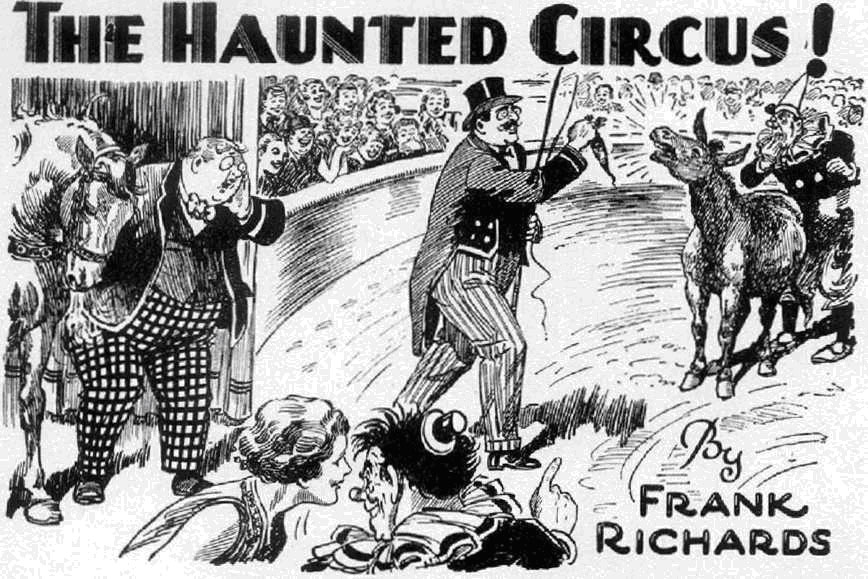 THE HAUNTED CIRCUS!
By
FRANK
RICHARDS